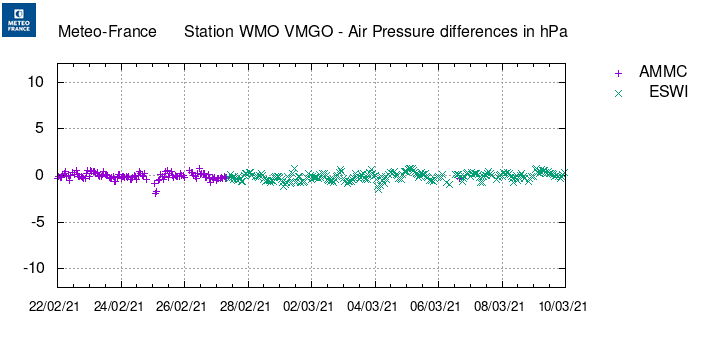 METEO
FRANCE
Meteo-France Station WMO VMGO - Air Pressure differences in hPa
AMMC
ESWI
10
5
0
-5
-10
22/02/21 24/02/21 26/02/21 28/02/21 02/03/21 04/03/21 06/03/21 08/03/21 10/03/21